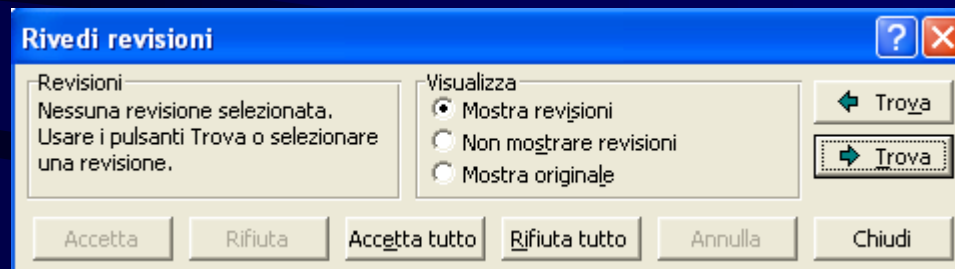 Rivedi revisioni
Revisioni
Nessuna revisione selezionata.
Usare i pulsanti Trova o selezionare
una revisione.
Visualizza
Mostra revisioni
Non mostrare revisioni
Mostra originale
Trova
Trova
Accetta
Rifiuta
Accetta tutto
Rifiuta tutto
Annulla
Chiudi